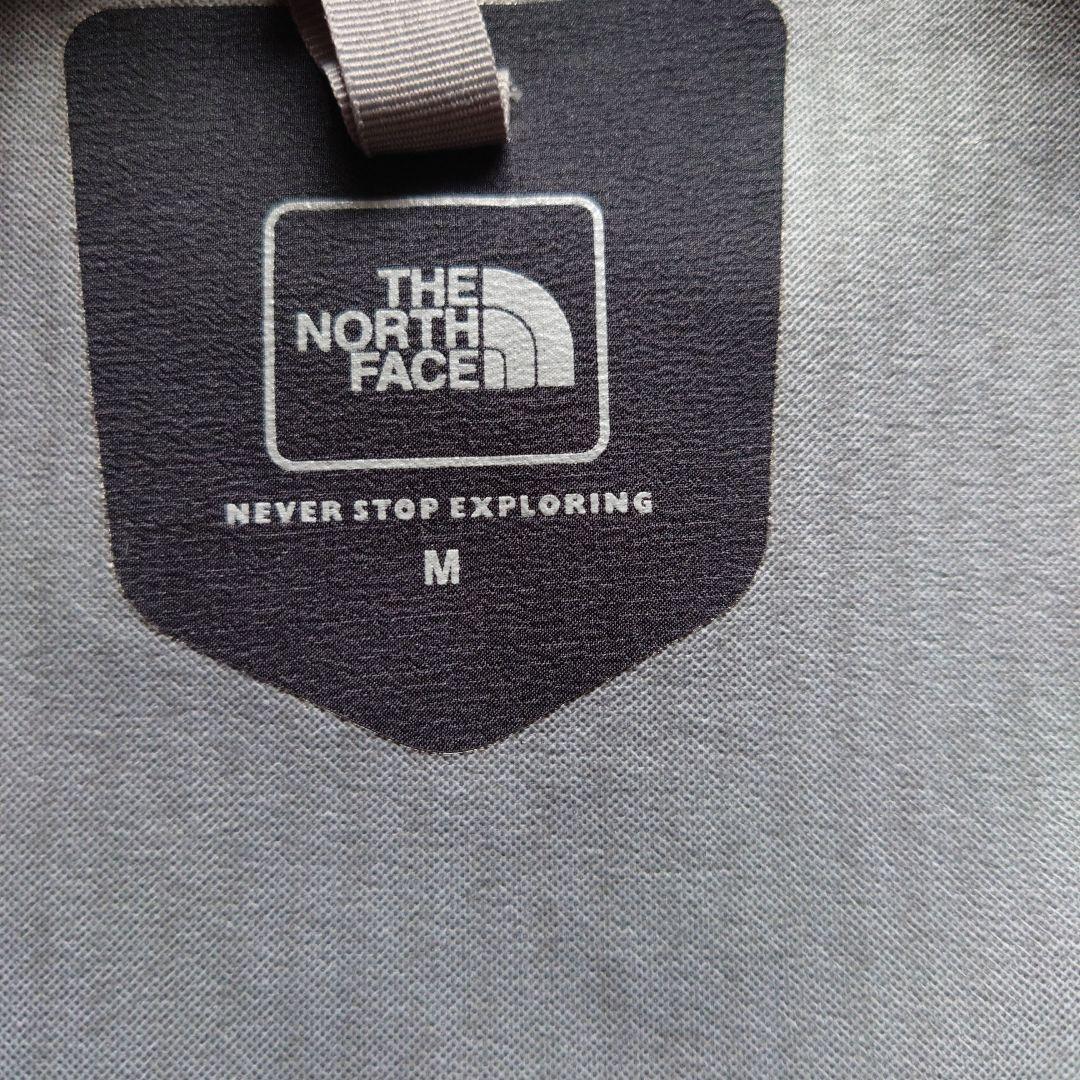 THE
NORTH
FACE
NEVER STOP EXPLORING
M